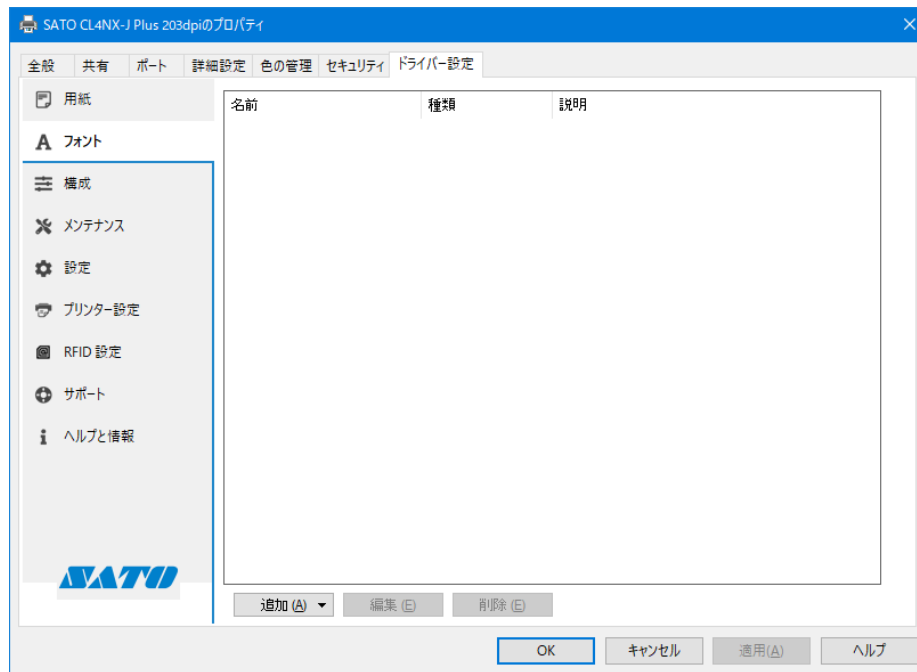 SATO CL4NX-J Plus 203dpiのプロパティ
全般 共有 ポート 詳細設定 色の管理 セキュリティ ドライバー設定
用紙
フォント
構成
メンテナンス
設定
プリンター設定
RFID 設定
サポート
ヘルプと情報
名前 種類 説明
SATO
追加 (A) 編集 (E) 削除 (E)
OK キャンセル 適用(A) ヘルプ